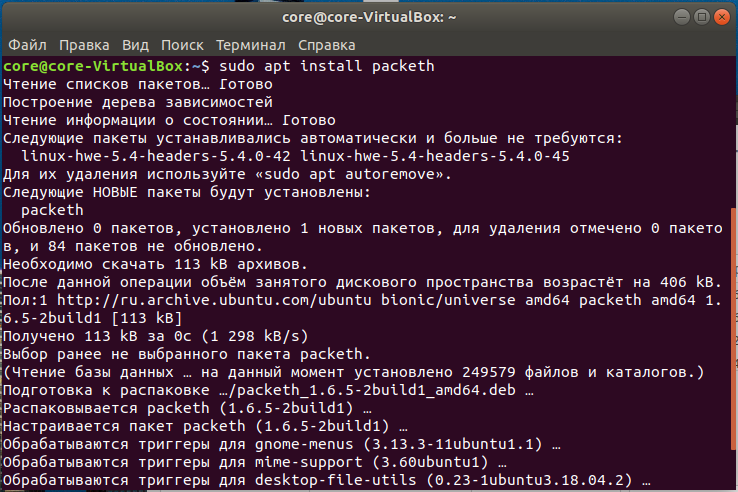 core@core-VirtualBox: ~
Файл Правка Вид Поиск Терминал Справка
core@core-VirtualBox:~$ sudo apt install packeth
Чтение списков пакетов… Готово
Построение дерева зависимостей
Чтение информации о состоянии… Готово
Следующие пакеты устанавливались автоматически и больше не требуются:
linux-hwe-5.4-headers-5.4.0-42 linux-hwe-5.4-headers-5.4.0-45
Для их удаления используйте «sudo apt autoremove».
Следующие НОВЫЕ пакеты будут установлены:
packeth
Обновлено 0 пакетов, установлено 1 новых пакетов, для удаления отмечено 0 пакето
в, и 84 пакетов не обновлено.
Необходимо скачать 113 kB архивов.
После данной операции объём занятого дискового пространства возрастёт на 406 kB.
Пол:1 http://ru.archive.ubuntu.com/ubuntu bionic/universe amd64 packeth amd64 1.
6.5-2build1 [113 kB]
Получено 113 kB за 0с (1 298 kB/s)
Выбор ранее не выбранного пакета packeth.
(Чтение базы данных … на данный момент установлено 249579 файлов и каталогов.)
Подготовка к распаковке …/packeth_1.6.5-2build1_amd64.deb …
Распаковывается packeth (1.6.5-2build1) …
Настраивается пакет packeth (1.6.5-2build1) …
Обрабатываются триггеры для gnome-menus (3.13.3-11ubuntu1.1) …
Обрабатываются триггеры для mime-support (3.60ubuntu1) …
Обрабатываются триггеры для desktop-file-utils (0.23-1ubuntu3.18.04.2) …